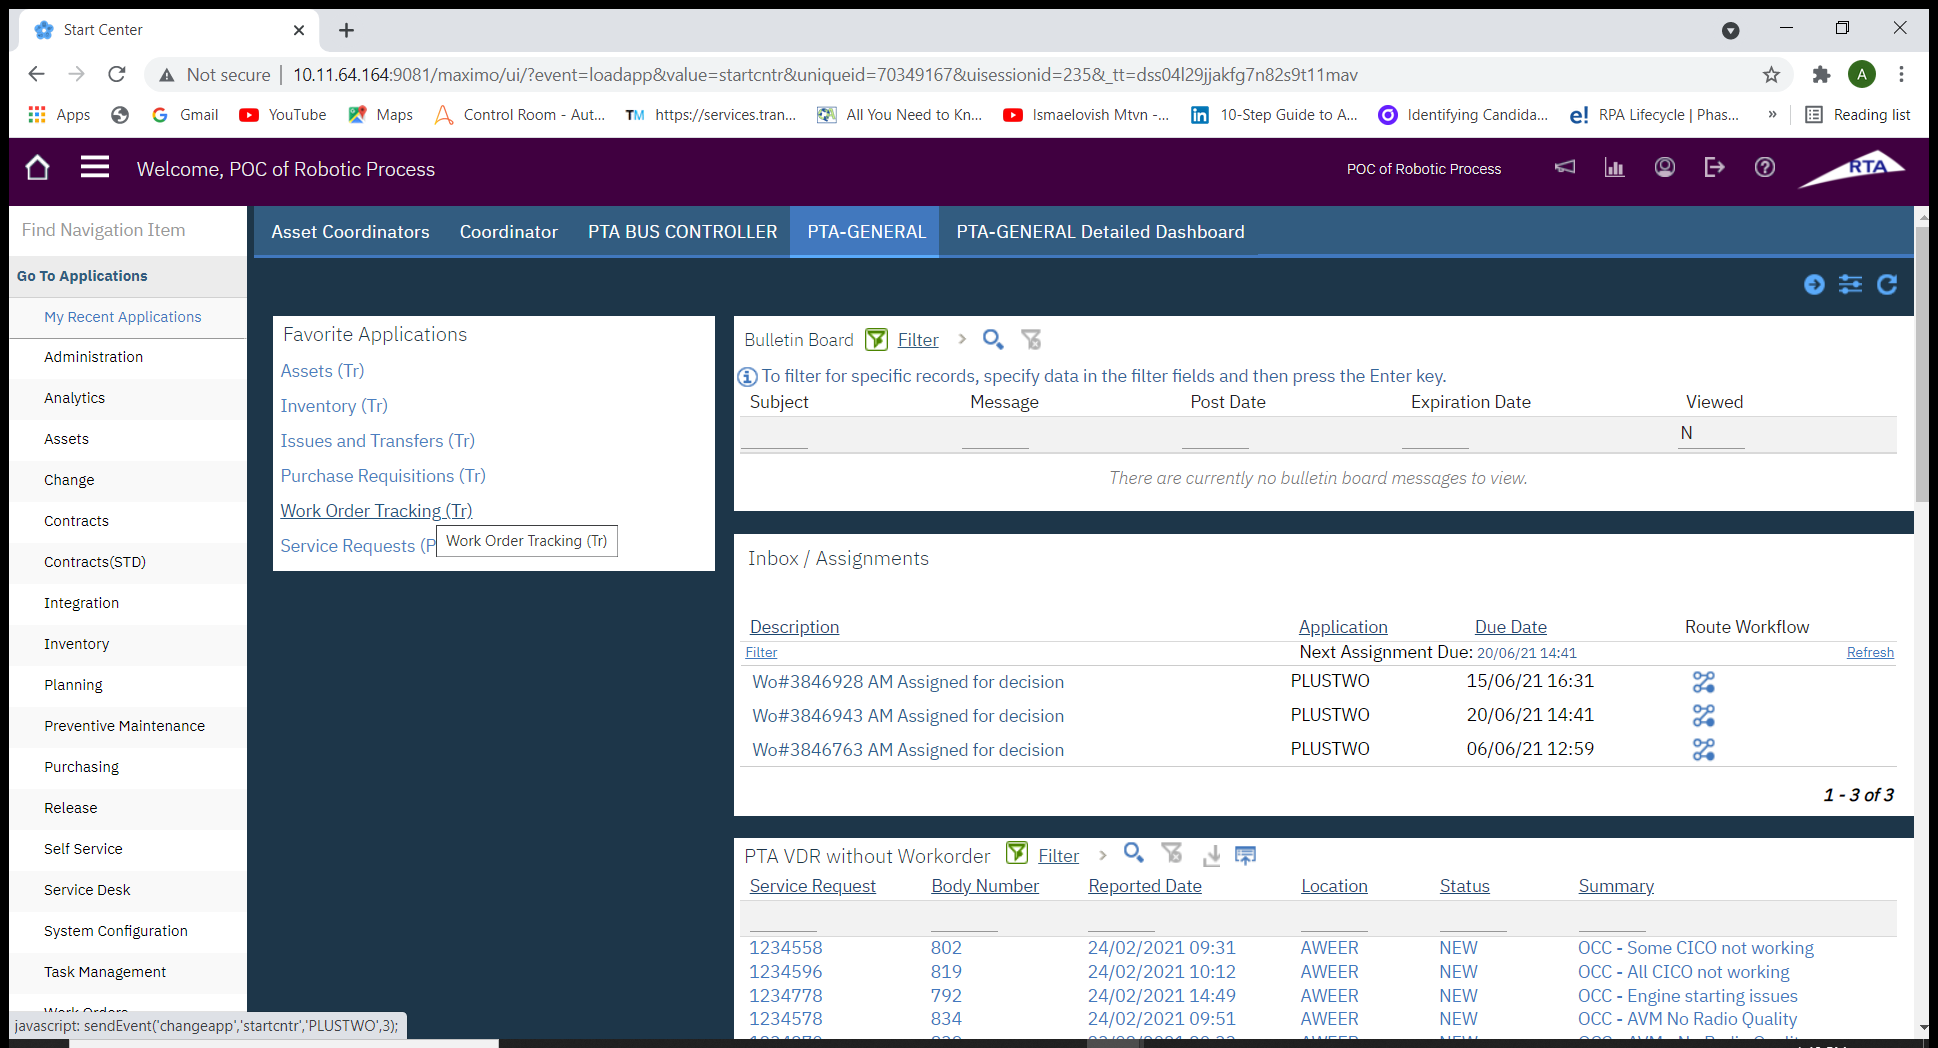 Start Center
Not secure | 10.11.64.164:9081/maximo/ui/?event=loadapp&value=startcntr&uniqueid=70349167&uisessionid=235&_tt=dss04l29jjakfg7n82s9t11mav
A
Apps Gmail YouTube Maps Control Room - Aut... TM https://services.tran... All You Need to Kn... Ismaelovish Mtvn -... in 10-Step Guide to A... Identifying Candida... e! RPA Lifecycle | Phas... » Reading list
Welcome, POC of Robotic Process
POC of Robotic Process
RTA
Find Navigation Item
Asset Coordinators Coordinator PTA BUS CONTROLLER PTA-GENERAL PTA-GENERAL Detailed Dashboard
Go To Applications
My Recent Applications
Administration
Analytics
Assets
Change
Contracts
Contracts(STD)
Integration
Inventory
Planning
Preventive Maintenance
Purchasing
Release
Self Service
Service Desk
System Configuration
Task Management
Work Orders
javascript: sendEvent('changeapp','startcntr','PLUSTWO',3);
Favorite Applications
Assets (Tr)
Inventory (Tr)
Issues and Transfers (Tr)
Purchase Requisitions (Tr)
Work Order Tracking (Tr)
Service Requests (P
Work Order Tracking (Tr)
Bulletin Board Filter
To filter for specific records, specify data in the filter fields and then press the Enter key.
Subject Message Post Date Expiration Date Viewed
N
There are currently no bulletin board messages to view.
Inbox / Assignments
Description Application Due Date Route Workflow
Filter Next Assignment Due: 20/06/21 14:41 Refresh
Wo#3846928 AM Assigned for decision PLUSTWO 15/06/21 16:31
Wo#3846943 AM Assigned for decision PLUSTWO 20/06/21 14:41
Wo#3846763 AM Assigned for decision PLUSTWO 06/06/21 12:59
1 - 3 of 3
PTA VDR without Workorder Filter
Service Request Body Number Reported Date Location Status Summary
1234558 802 24/02/2021 09:31 AWEER NEW OCC - Some CICO not working
1234596 819 24/02/2021 10:12 AWEER NEW OCC - All CICO not working
1234778 792 24/02/2021 14:49 AWEER NEW OCC - Engine starting issues
1234578 834 24/02/2021 09:51 AWEER NEW OCC - AVM No Radio Quality